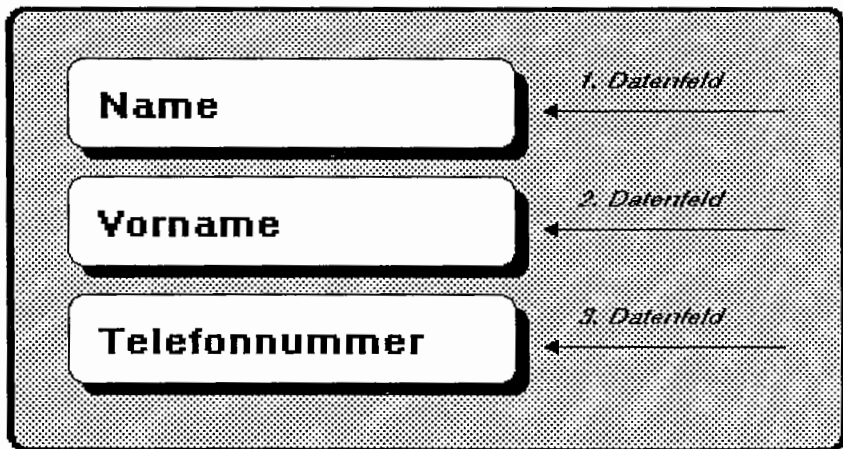 Name
1. Datenfeld
Vorname
2. Datenfeld
Telefonnummer
3. Datenfeld